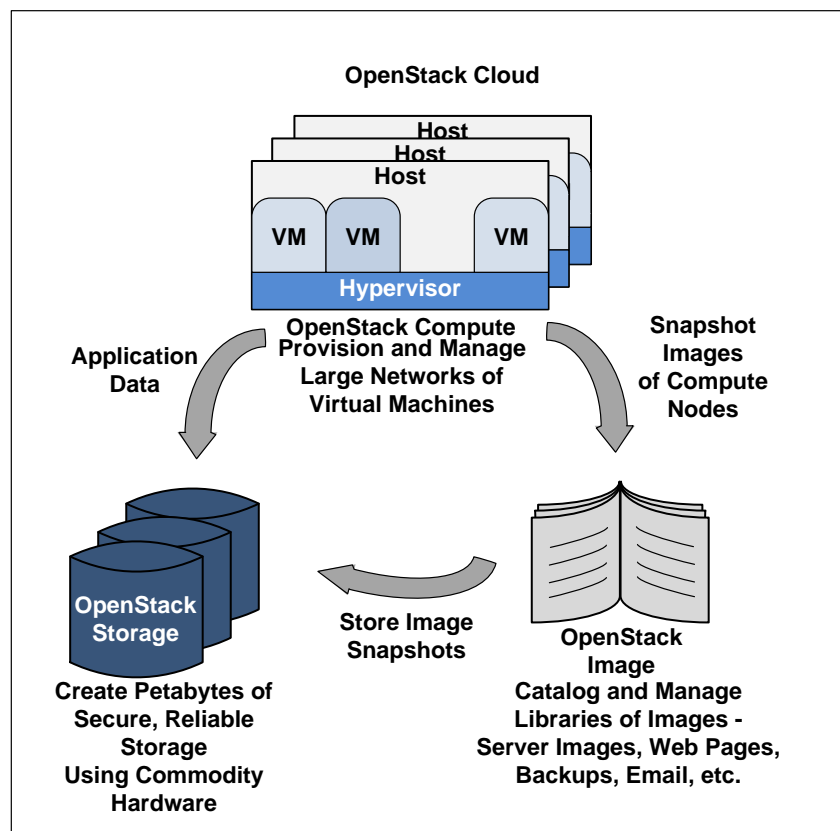 OpenStack Cloud
Host
Host
Host
VM
VM
VM
Hypervisor
OpenStack Compute
Provision and Manage
Large Networks of
Virtual Machines
Application
Data
Snapshot
Images
of Compute
Nodes
OpenStack
Storage
Create Petabytes of
Secure, Reliable
Storage
Using Commodity
Hardware
Store Image
Snapshots
OpenStack
Image
Catalog and Manage
Libraries of Images -
Server Images, Web Pages,
Backups, Email, etc.